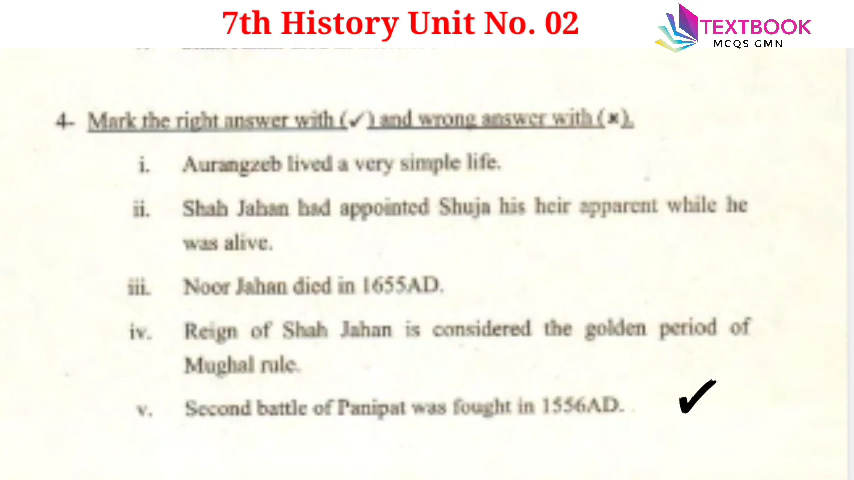 7th History Unit No. 02
TEXTBOOK
MCQS GMN
4- Mark the right answer with (✓) and wrong answer with (×).
i. Aurangzeb lived a very simple life.
ii. Shah Jahan had appointed Shuja his heir apparent while he
was alive.
iii. Noor Jahan died in 1655AD.
iv. Reign of Shah Jahan is considered the golden period of
Mughal rule.
v. Second battle of Panipat was fought in 1556AD. ✔